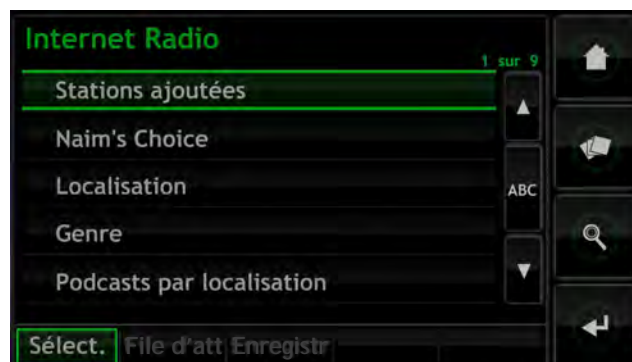 Internet Radio
1 sur 9
Stations ajoutées
Naim's Choice
Localisation
ABC
Genre
Podcasts par localisation
Sélect. File d'att Enregistr